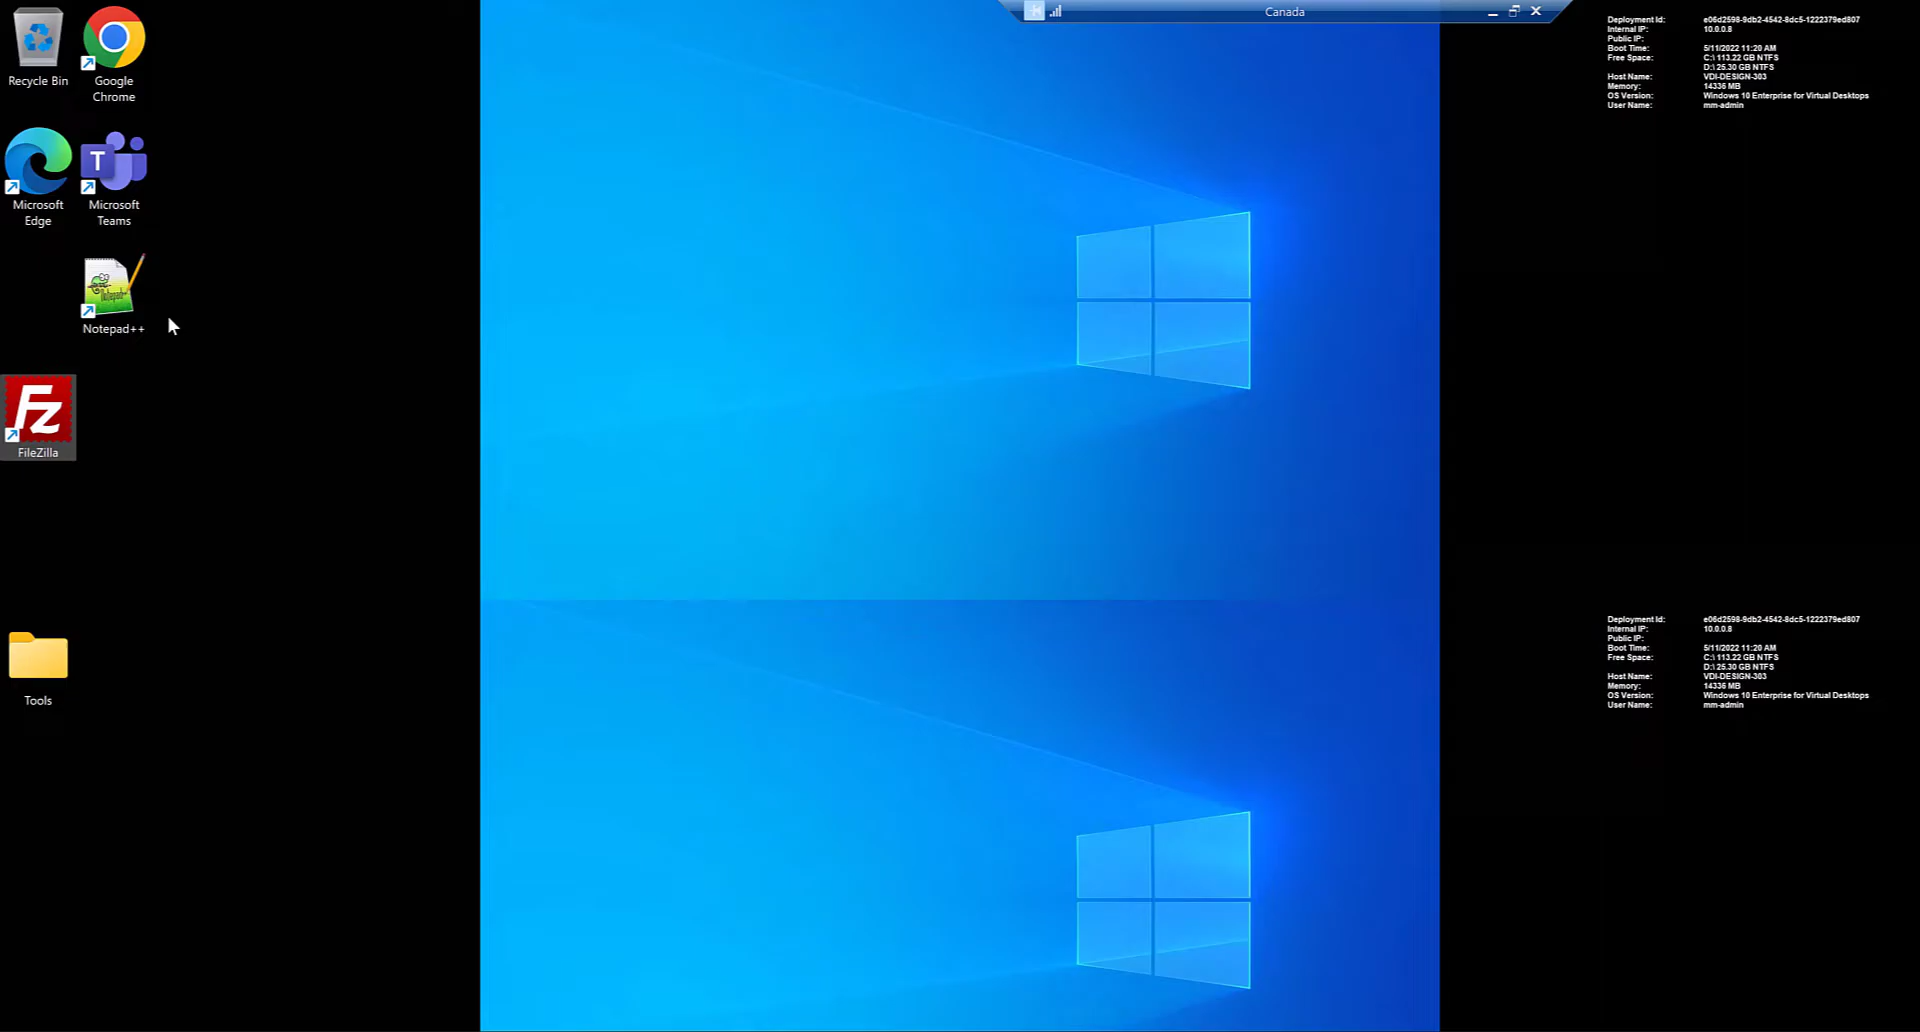 Canada
Recycle Bin
Google
Chrome
Microsoft
Edge
T
Microsoft
Teams
Notepad++
Fz
FileZilla
Tools
Deployment Id: e06d2598-9db2-4542-8dc5-1222379ed807
Internal IP: 10.0.0.8
Public IP:
Boot Time: 5/11/2022 11:20 AM
Free Space: C:\ 113.22 GB NTFS
D:\ 25.30 GB NTFS
Host Name: VDI-DESIGN-303
Memory: 14336 MB
OS Version: Windows 10 Enterprise for Virtual Desktops
User Name: mm-admin
Deployment Id: e06d2598-9db2-4542-8dc5-1222379ed807
Internal IP: 10.0.0.8
Public IP:
Boot Time: 5/11/2022 11:20 AM
Free Space: C:\ 113.22 GB NTFS
D:\ 25.30 GB NTFS
Host Name: VDI-DESIGN-303
Memory: 14336 MB
OS Version: Windows 10 Enterprise for Virtual Desktops
User Name: mm-admin